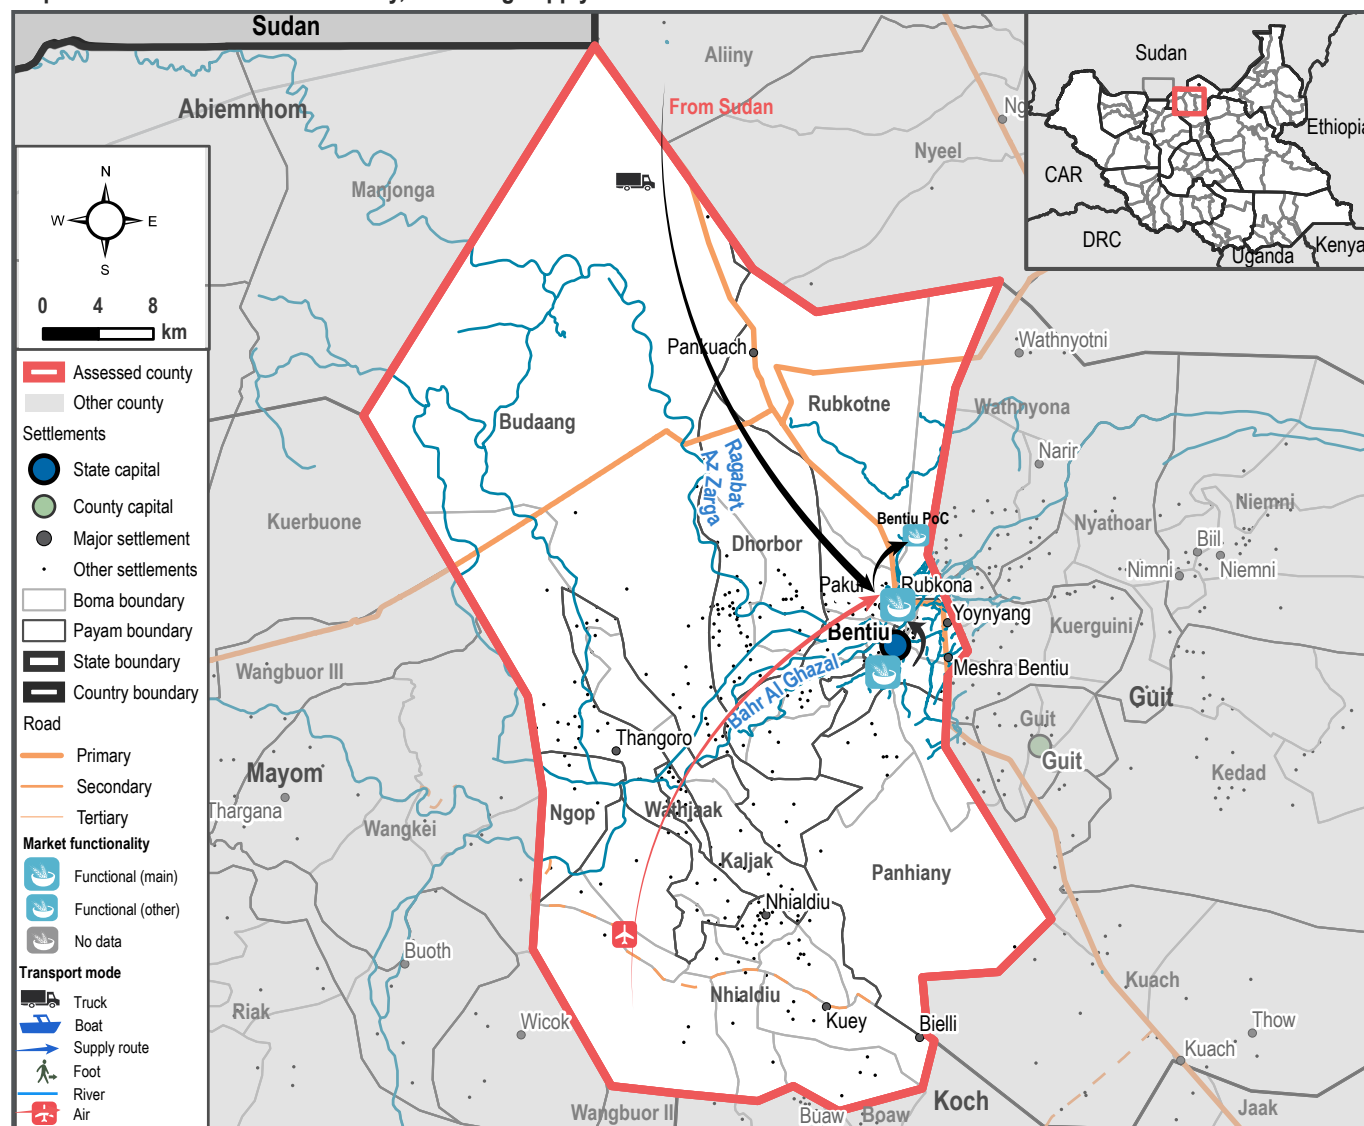 Sudan
Aliiny
From Sudan
Abiemnhom
Manjonga
Nyeel
Sudan
Ethiopia
CAR
DRC
Uganda
Kenya
N
W
E
S
0 4 8 km
Assessed county
Other county
Settlements
State capital
County capital
Major settlement
Other settlements
Boma boundary
Payam boundary
State boundary
Country boundary
Road
Primary
Secondary
Tertiary
Market functionality
Functional (main)
Functional (other)
No data
Transport mode
Truck
Boat
Supply route
Foot
River
Air
Pankuach
Wathnyotni
Rubkotne
Wathnyona
Budaang
Ragabat
Az Zarga
Narir
Niemni
Kuerbuone
Bentiu PoC
Nyathoar
Dhorbor
Biil
Nimni
Niemni
Pakur
Rubkona
Yoynyang
Kuerguini
Bentiu
Wangbuor III
Bahr Al Ghazal
Meshra Bentiu
Guit
Guit
Guit
Thangoro
Mayom
Kedad
Thargana
Wangkei
Ngop
Wathjaak
Kaljak
Panhiany
Nhialdiu
Buoth
Kuach
Riak
Nhialdiu
Wicok
Kuey
Bielli
Thow
Kuach
Wangbuor II
Buaw
Boaw
Koch
Jaak